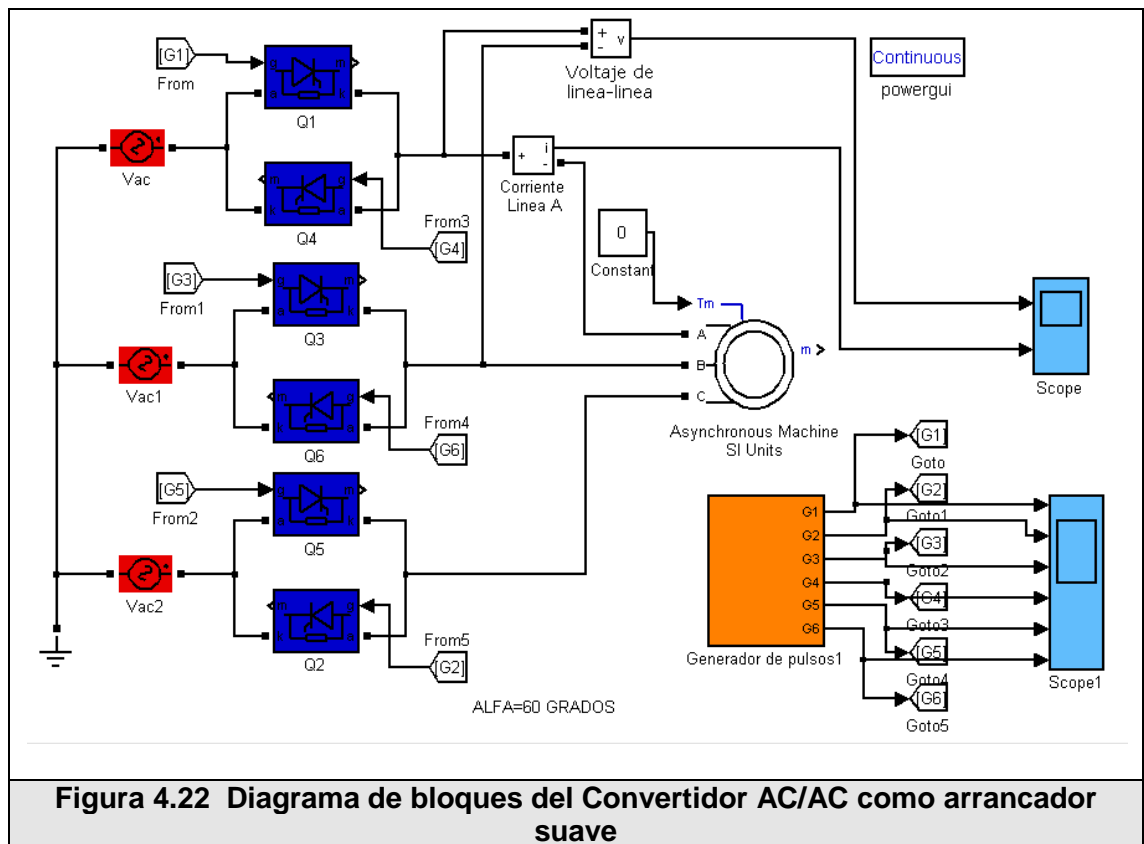 [G1]
From
g
m
a
k
Q1
Vac
m
g
k
a
Q4
From3
[G4]
+
-
v
Voltaje de
linea-linea
Continuous
powergui
+
i
-
Corriente
Linea A
0
Constant
[G3]
From1
g
m
a
k
Q3
Vac1
m
g
k
a
Q6
From4
[G6]
Tm
A
B
C
m
Asynchronous Machine
SI Units
Scope
[G5]
From2
g
m
a
k
Q5
Vac2
m
g
k
a
Q2
From5
[G2]
G1
G2
G3
G4
G5
G6
Generador de pulsos1
[G1]
Goto
[G2]
Goto1
[G3]
Goto2
[G4]
Goto3
[G5]
Goto4
[G6]
Goto5
Scope1
ALFA=60 GRADOS
Figura 4.22 Diagrama de bloques del Convertidor AC/AC como arrancador
suave